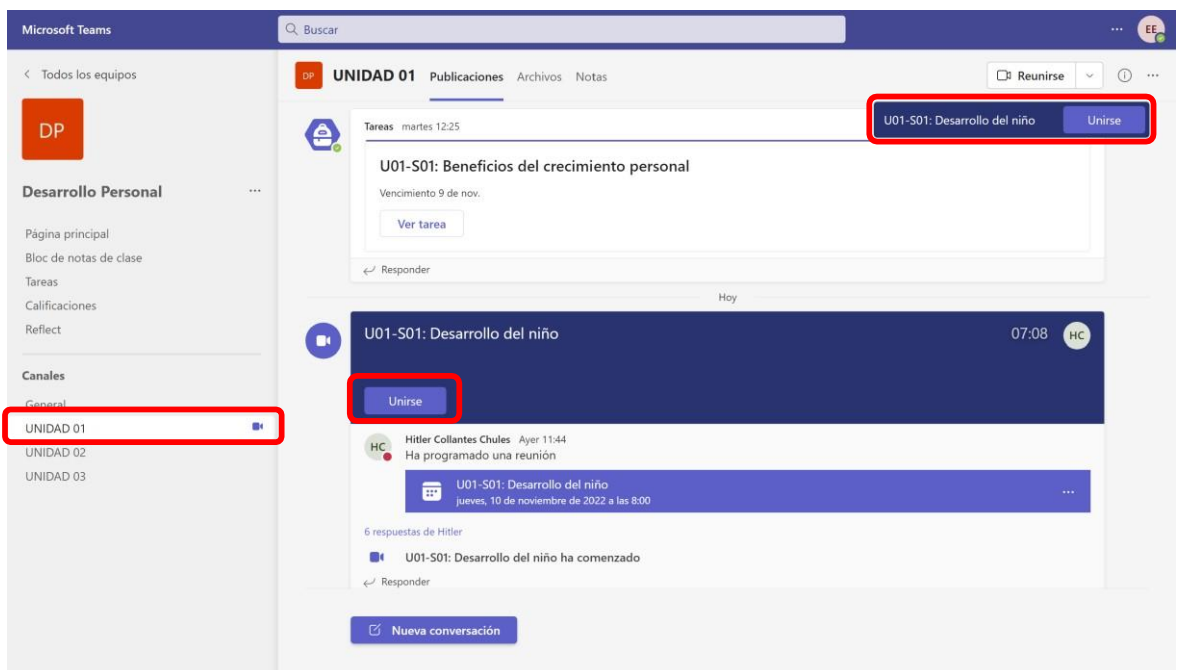 Microsoft Teams
Buscar
EE
Todos los equipos
DP
Desarrollo Personal
Página principal
Bloc de notas de clase
Tareas
Calificaciones
Reflect
Canales
General
UNIDAD 01
UNIDAD 02
UNIDAD 03
DP UNIDAD 01 Publicaciones Archivos Notas Reunirse
U01-S01: Desarrollo del niño Unirse
Tareas martes 12:25
U01-S01: Beneficios del crecimiento personal
Vencimiento 9 de nov.
Ver tarea
Responder
Hoy
U01-S01: Desarrollo del niño 07:08 HC
Unirse
HC Hitler Collantes Chules Ayer 11:44
Ha programado una reunión
U01-S01: Desarrollo del niño
jueves, 10 de noviembre de 2022 a las 8:00
6 respuestas de Hitler
U01-S01: Desarrollo del niño ha comenzado
Responder
Nueva conversación